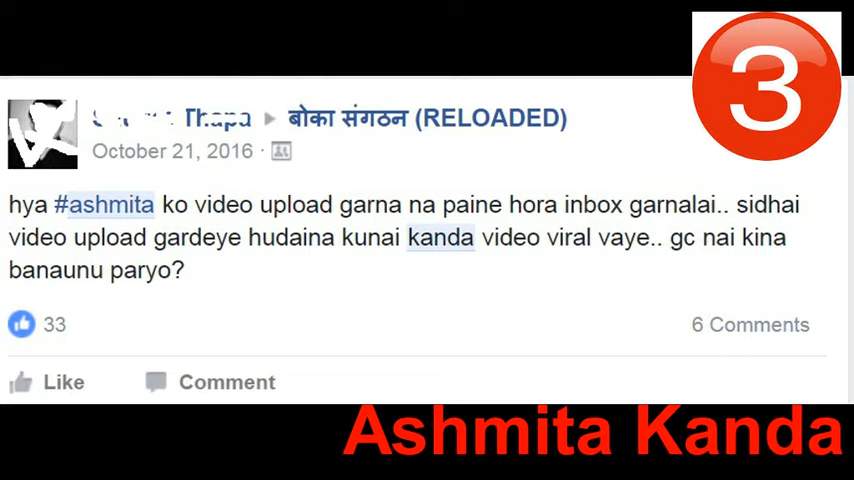 3
Thapa ▸ बोका संगठन (RELOADED)
October 21, 2016 ·
hya #ashmita ko video upload garna na paine hora inbox garnalai.. sidhai
video upload gardeye hudaina kunai kanda video viral vaye.. gc nai kina
banaunu paryo?
33 6 Comments
Like Comment
Ashmita Kanda